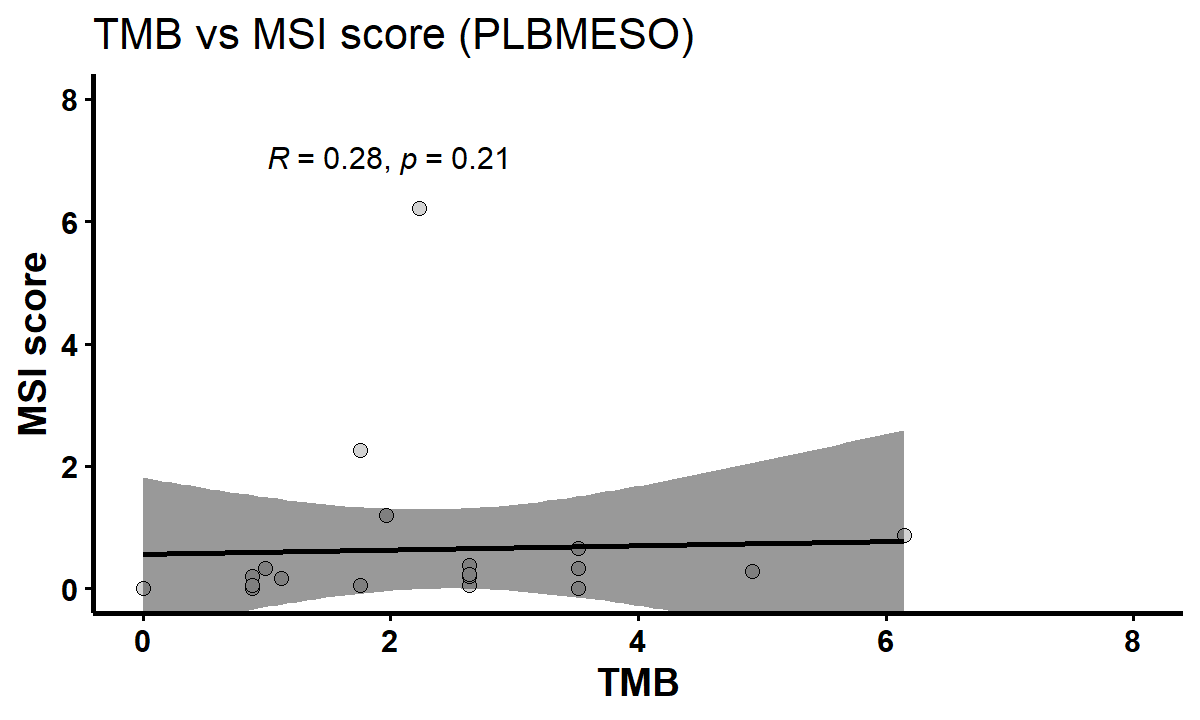 TMB vs MSI score (PLBMESO)
8
R = 0.28, p = 0.21
6
4
2
0
MSI score
0 2 4 6 8
TMB